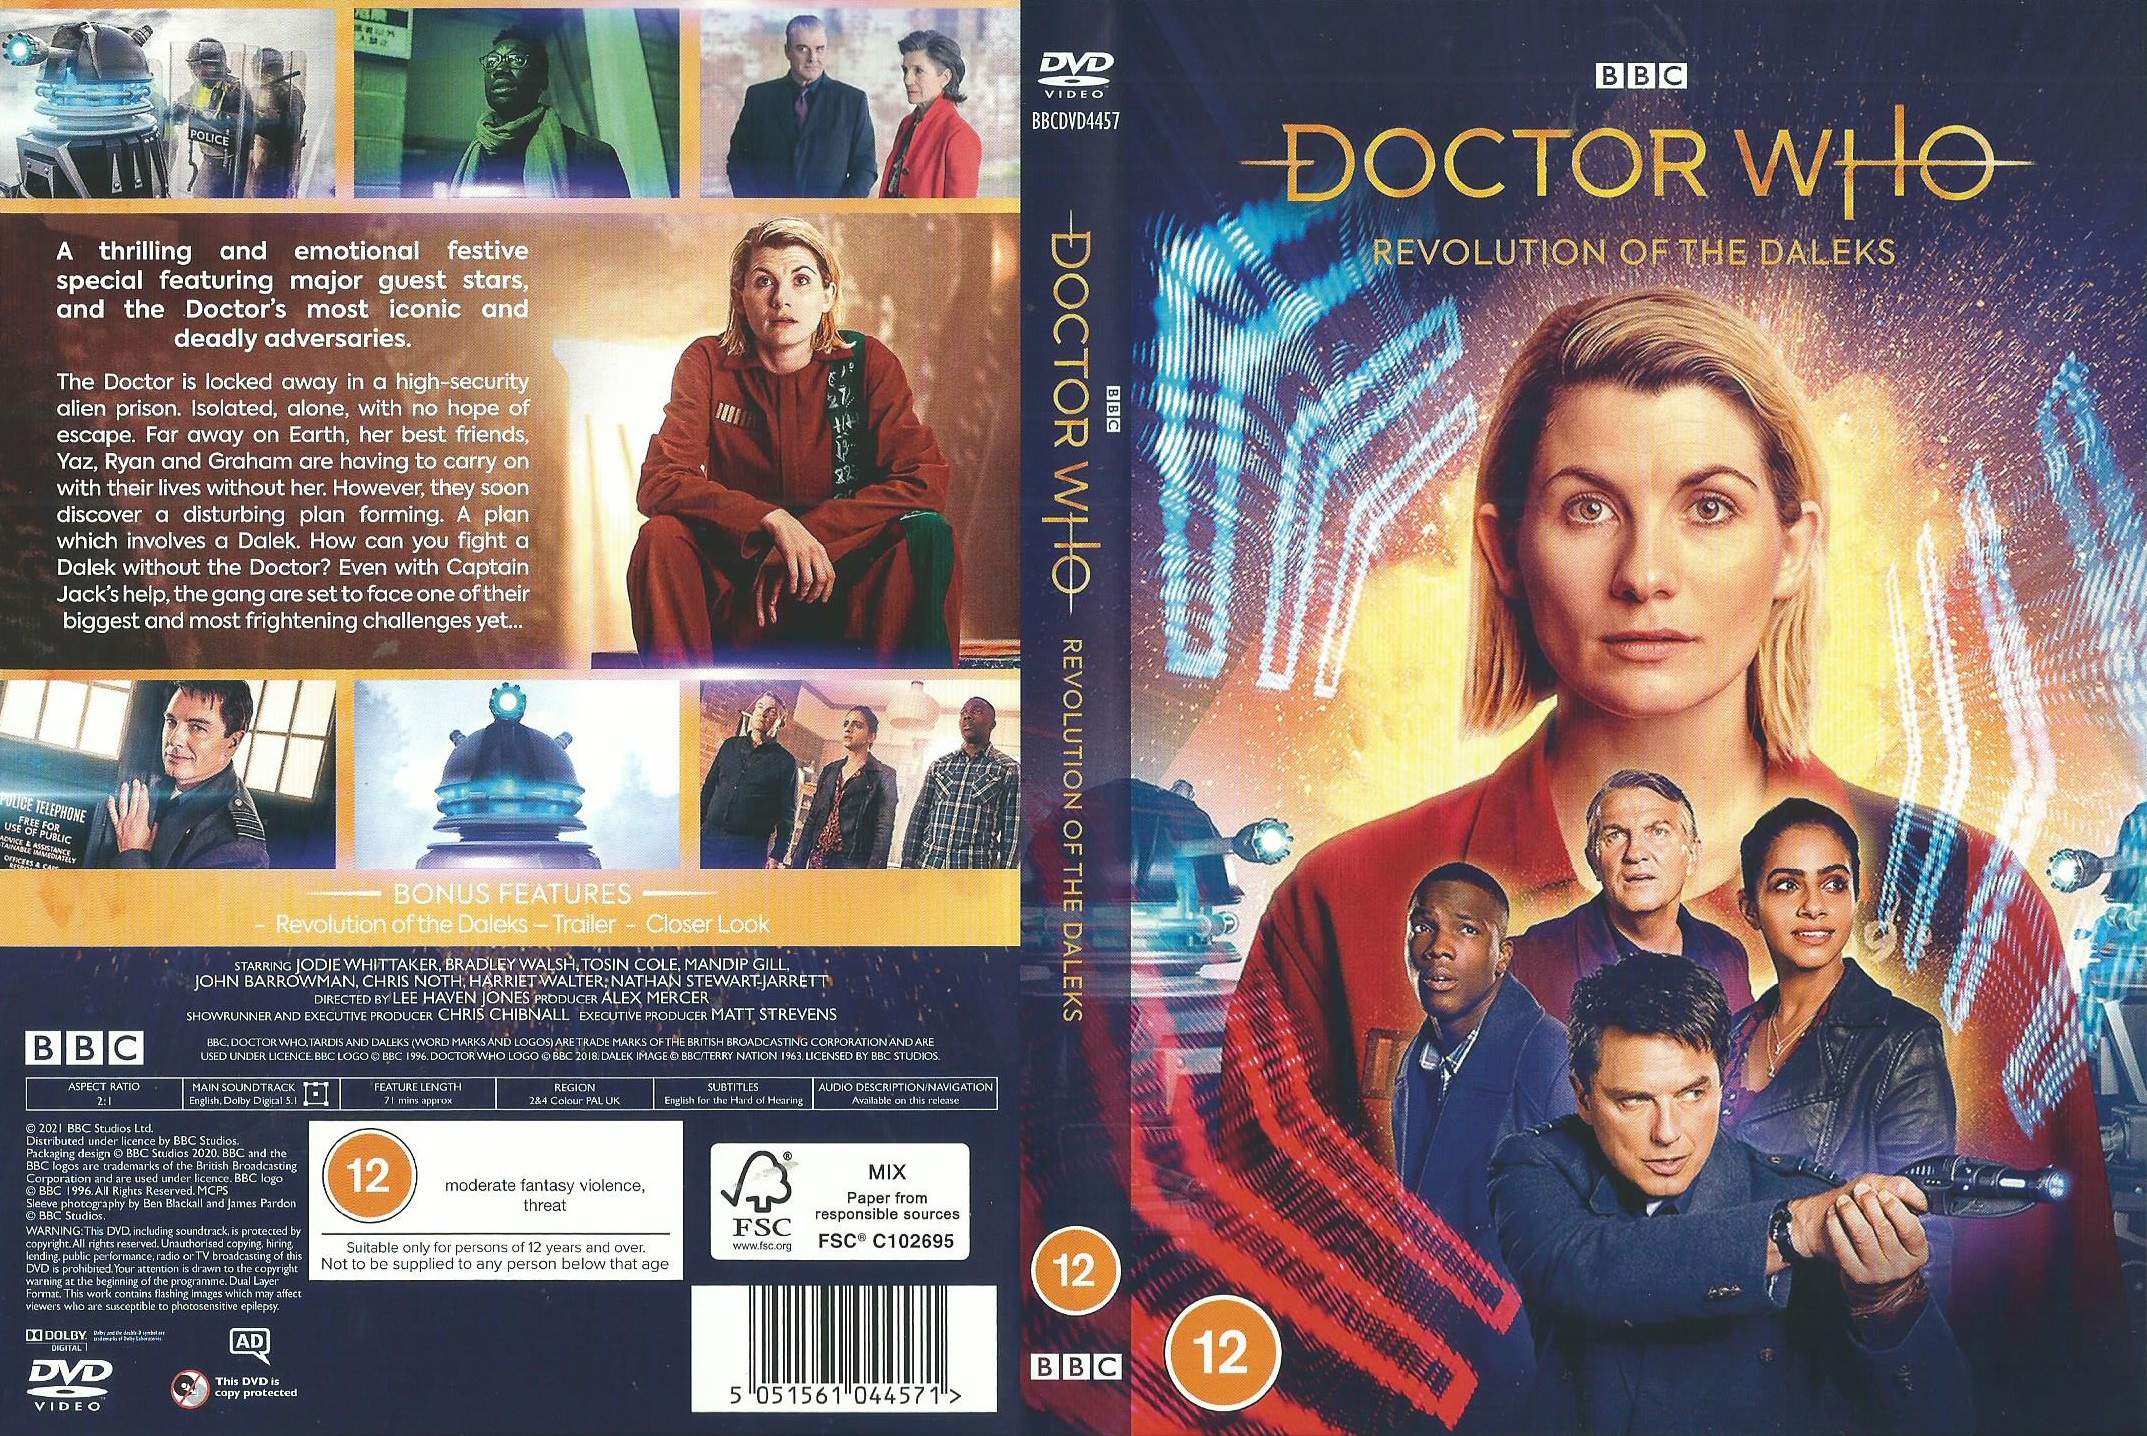 POLICE
A thrilling and emotional festive
special featuring major guest stars,
and the Doctor's most iconic and
deadly adversaries.
The Doctor is locked away in a high-security
alien prison. Isolated, alone, with no hope of
escape. Far away on Earth, her best friends,
Yaz, Ryan and Graham are having to carry on
with their lives without her. However, they soon
discover a disturbing plan forming. A plan
which involves a Dalek. How can you fight a
Dalek without the Doctor? Even with Captain
Jack's help, the gang are set to face one of their
biggest and most frightening challenges yet...
POLICE TELEPHONE
FREE FOR
USE OF PUBLIC
ADVICE & ASSISTANCE
OBTAINABLE IMMEDIATELY
OFFICERS & CARS
BONUS FEATURES
- Revolution of the Daleks – Trailer - Closer Look
STARRING JODIE WHITTAKER, BRADLEY WALSH, TOSIN COLE, MANDIP GILL,
JOHN BARROWMAN, CHRIS NOTH, HARRIET WALTER, NATHAN STEWART-JARRETT
DIRECTED BY LEE HAVEN JONES PRODUCER ALEX MERCER
SHOWRUNNER AND EXECUTIVE PRODUCER CHRIS CHIBNALL EXECUTIVE PRODUCER MATT STREVENS
BBC
BBC, DOCTOR WHO, TARDIS AND DALEKS (WORD MARKS AND LOGOS) ARE TRADE MARKS OF THE BRITISH BROADCASTING CORPORATION AND ARE
USED UNDER LICENCE. BBC LOGO © BBC 1996. DOCTOR WHO LOGO © BBC 2018. DALEK IMAGE © BBC/TERRY NATION 1963. LICENSED BY BBC STUDIOS.
ASPECT RATIO
2:1
MAIN SOUNDTRACK
English, Dolby Digital 5.1
FEATURE LENGTH
71 mins approx
REGION
2&4 Colour PAL UK
SUBTITLES
English for the Hard of Hearing
AUDIO DESCRIPTION/NAVIGATION
Available on this release
© 2021 BBC Studios Ltd.
Distributed under licence by BBC Studios.
Packaging design © BBC Studios 2020. BBC and the
BBC logos are trademarks of the British Broadcasting
Corporation and are used under licence. BBC logo
© BBC 1996. All Rights Reserved. MCPS
Sleeve photography by Ben Blackall and James Pardon
© BBC Studios.
WARNING: This DVD, including soundtrack, is protected by
copyright. All rights reserved. Unauthorised copying, hiring,
lending, public performance, radio or TV broadcasting of this
DVD is prohibited. Your attention is drawn to the copyright
warning at the beginning of the programme. Dual Layer
Format. This work contains flashing images which may affect
viewers who are susceptible to photosensitive epilepsy.
12
moderate fantasy violence,
threat
Suitable only for persons of 12 years and over.
Not to be supplied to any person below that age
FSC
www.fsc.org
MIX
Paper from
responsible sources
FSC® C102695
DOLBY
DIGITAL
AD
DVD
VIDEO
This DVD is
copy protected
5 051561 044571 >
DVD
VIDEO
BBCDVD4457
DOCTOR WHO
BBC
REVOLUTION OF THE DALEKS
12
BBC
BBC
DOCTOR WHO
REVOLUTION OF THE DALEKS
12